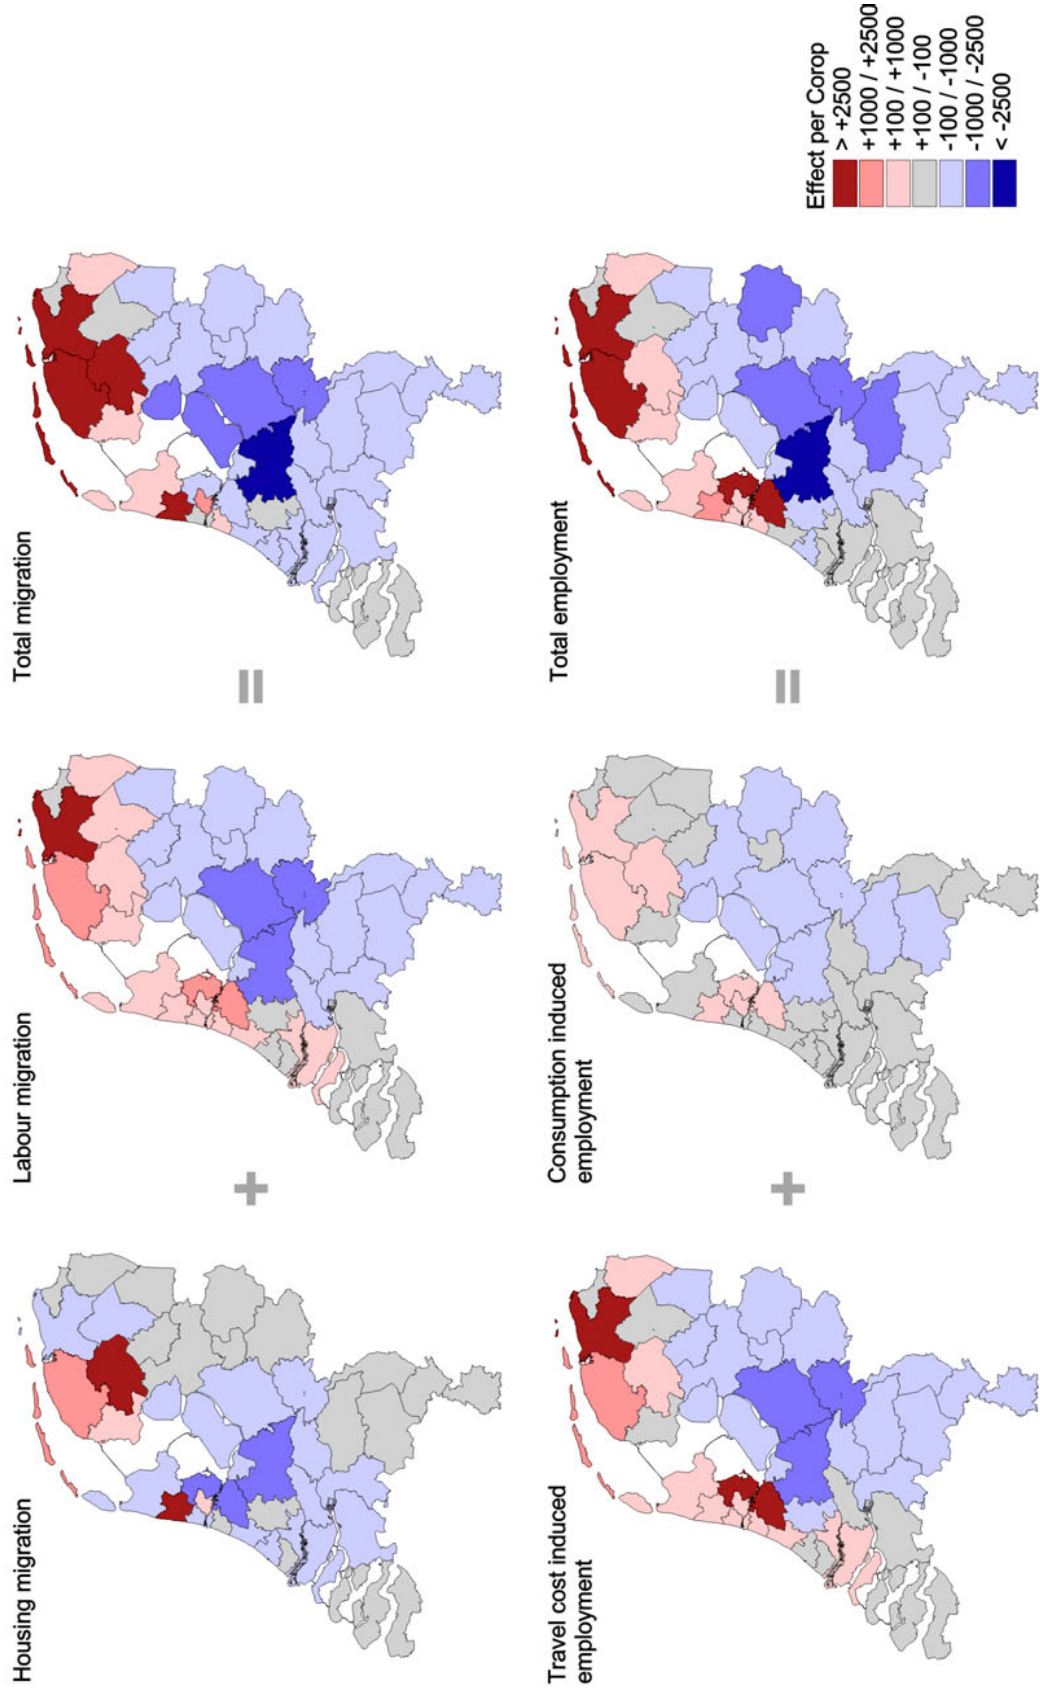 Housing migration
+
Labour migration
=
Total migration
Travel cost induced
employment
+
Consumption induced
employment
=
Total employment
Effect per Corop
> +2500
+1000 / +2500
+100 / +1000
+100 / -100
-100 / -1000
-1000 / -2500
< -2500